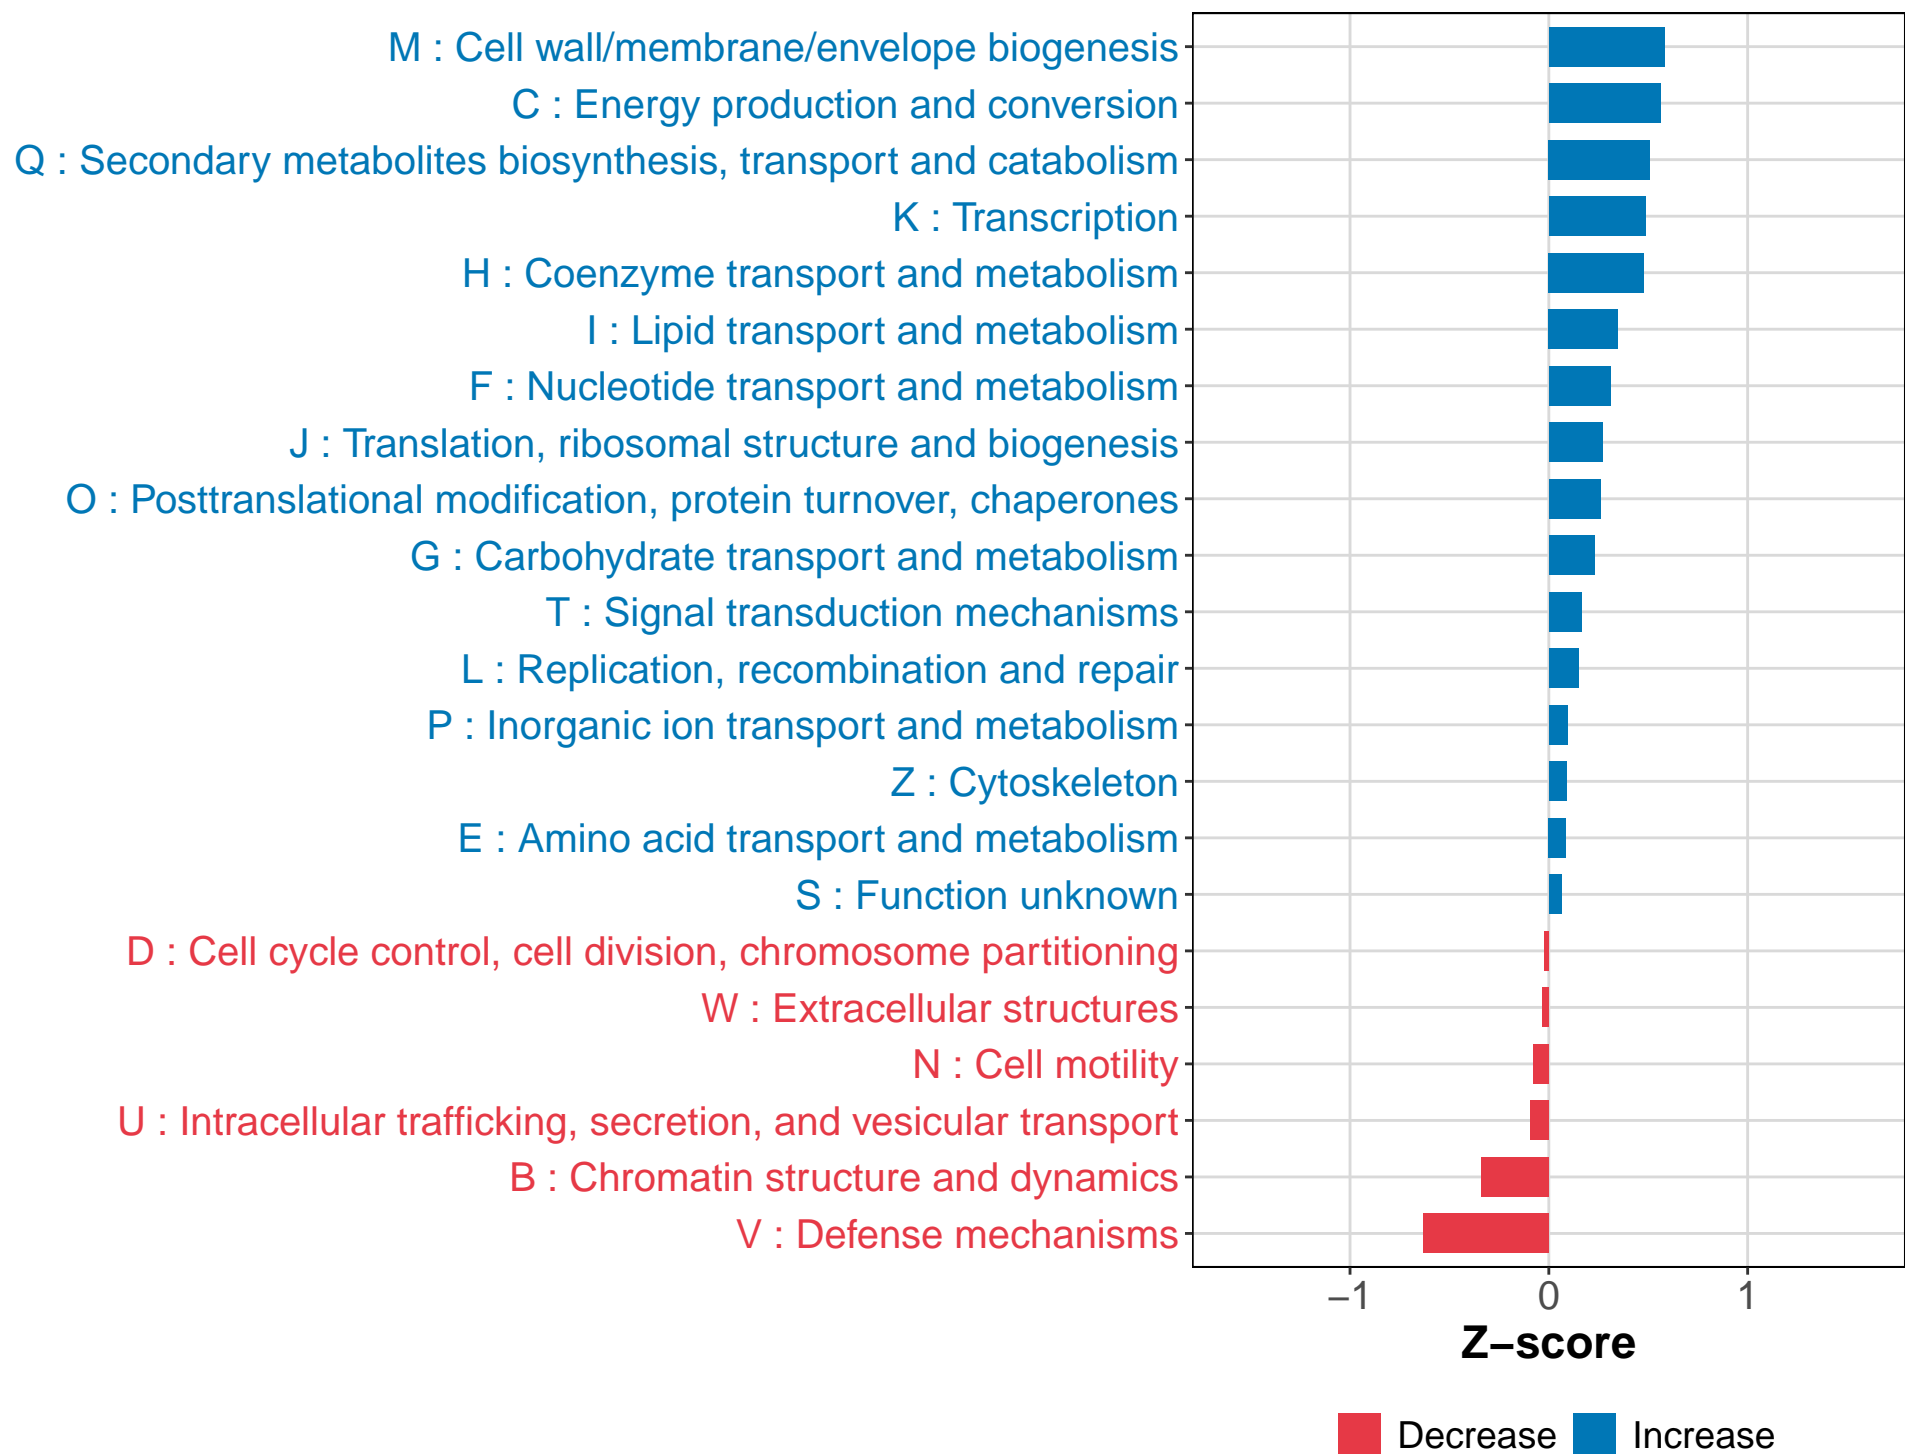 M : Cell wall/membrane/envelope biogenesis
C : Energy production and conversion
Q : Secondary metabolites biosynthesis, transport and catabolism
K : Transcription
H : Coenzyme transport and metabolism
I : Lipid transport and metabolism
F : Nucleotide transport and metabolism
J : Translation, ribosomal structure and biogenesis
O : Posttranslational modification, protein turnover, chaperones
G : Carbohydrate transport and metabolism
T : Signal transduction mechanisms
L : Replication, recombination and repair
P : Inorganic ion transport and metabolism
Z : Cytoskeleton
E : Amino acid transport and metabolism
S : Function unknown
D : Cell cycle control, cell division, chromosome partitioning
W : Extracellular structures
N : Cell motility
U : Intracellular trafficking, secretion, and vesicular transport
B : Chromatin structure and dynamics
V : Defense mechanisms
−1 0 1
Z−score
Decrease Increase